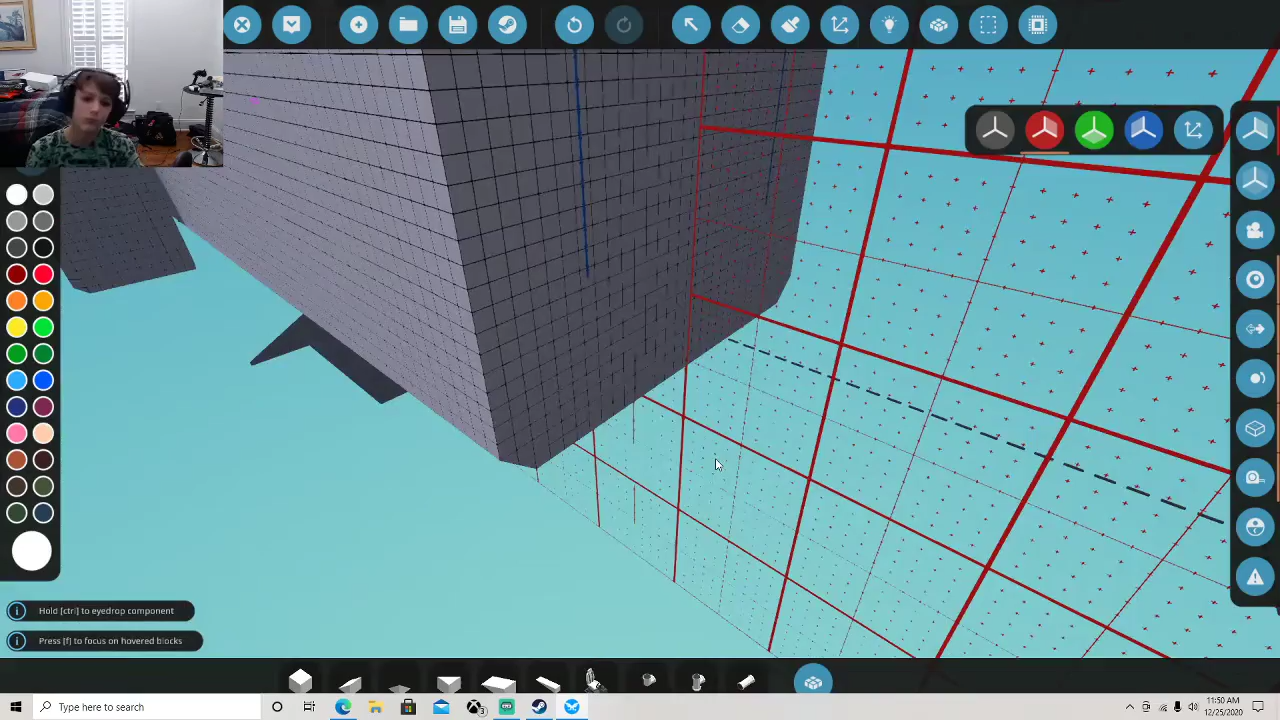 Hold [ctrl] to eyedrop component
Press [f] to focus on hovered blocks
Type here to search
11:50 AM
12/25/2020